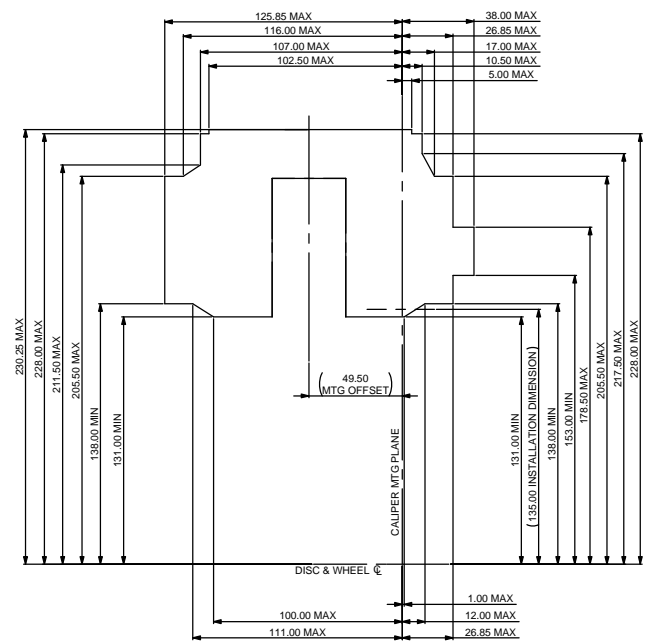 125.85 MAX
38.00 MAX
116.00 MAX
26.85 MAX
107.00 MAX
17.00 MAX
102.50 MAX
10.50 MAX
5.00 MAX
230.25 MAX
228.00 MAX
211.50 MAX
205.50 MAX
138.00 MIN
131.00 MIN
(49.50
MTG OFFSET)
CALIPER MTG PLANE
131.00 MIN
(135.00 INSTALLATION DIMENSION)
138.00 MIN
153.00 MIN
178.50 MAX
205.50 MAX
217.50 MAX
228.00 MAX
DISC & WHEEL ℄
1.00 MAX
100.00 MAX
12.00 MAX
111.00 MAX
26.85 MAX